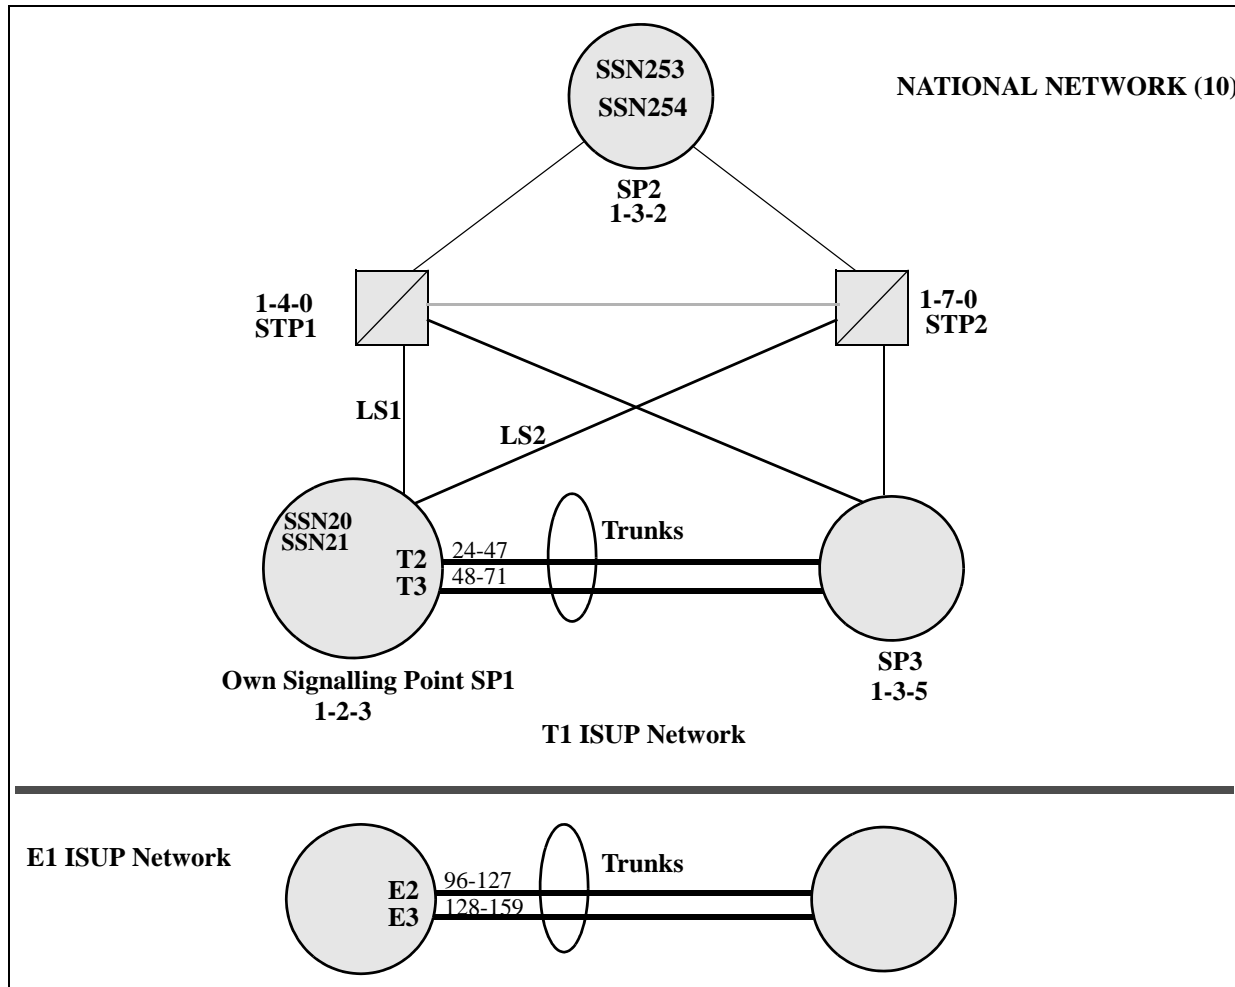 SSN253
SSN254
NATIONAL NETWORK (10)
SP2
1-3-2
1-4-0
STP1
1-7-0
STP2
LS1
LS2
SSN20
SSN21
T2
T3
24-47
48-71
Trunks
Own Signalling Point SP1
1-2-3
SP3
1-3-5
T1 ISUP Network
E1 ISUP Network
E2
E3
96-127
128-159
Trunks